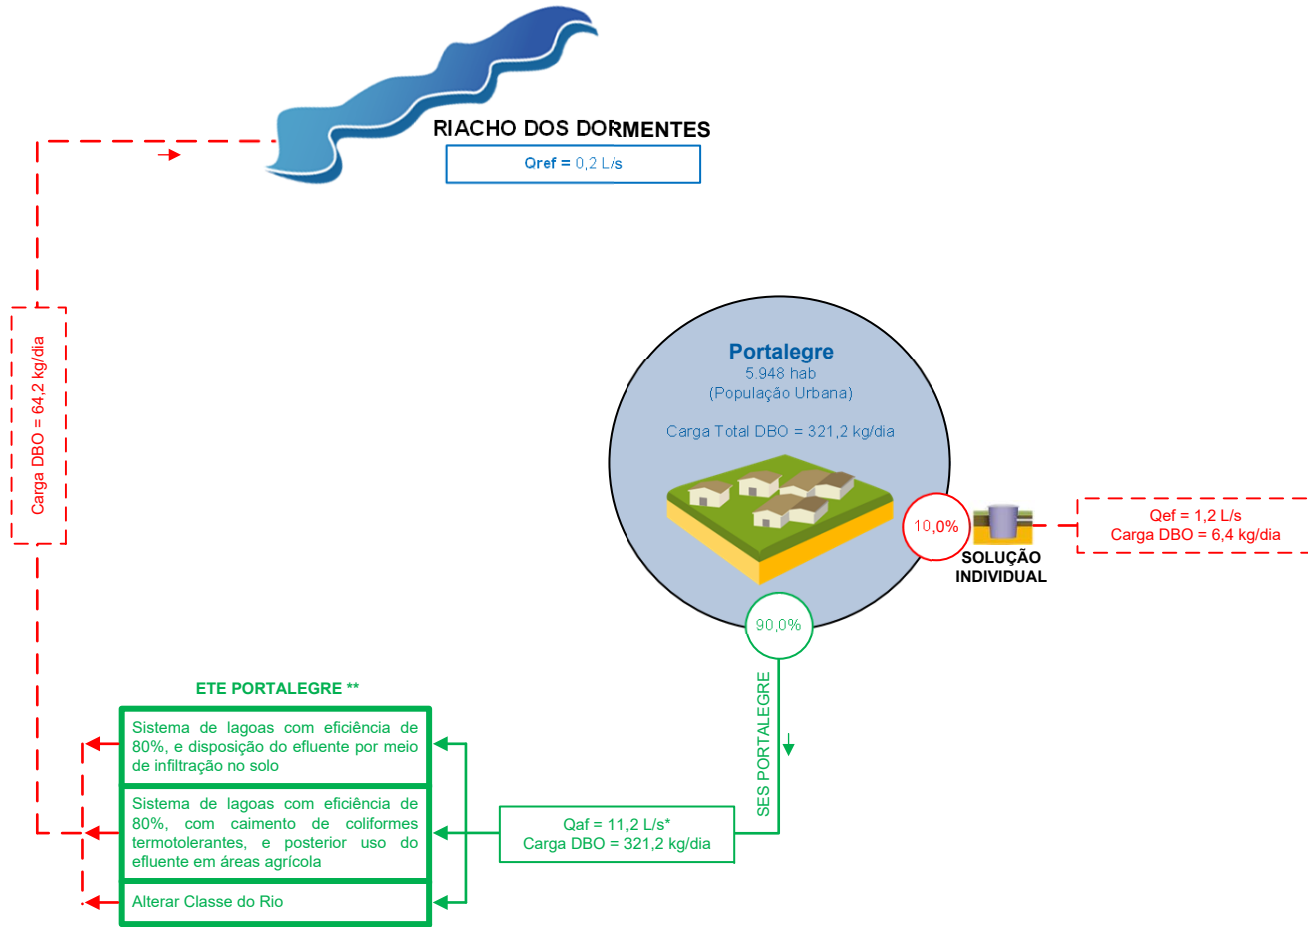 RIACHO DOS DORMENTES
Qref = 0,2 L/s
Carga DBO = 64,2 kg/dia
Portalegre
5.948 hab
(População Urbana)
Carga Total DBO = 321,2 kg/dia
10,0%
SOLUÇÃO
INDIVIDUAL
Qef = 1,2 L/s
Carga DBO = 6,4 kg/dia
90,0%
SES PORTALEGRE
ETE PORTALEGRE **
Sistema de lagoas com eficiência de
80%, e disposição do efluente por meio
de infiltração no solo
Sistema de lagoas com eficiência de
80%, com caimento de coliformes
termotolerantes, e posterior uso do
efluente em áreas agrícola
Alterar Classe do Rio
Qaf = 11,2 L/s*
Carga DBO = 321,2 kg/dia